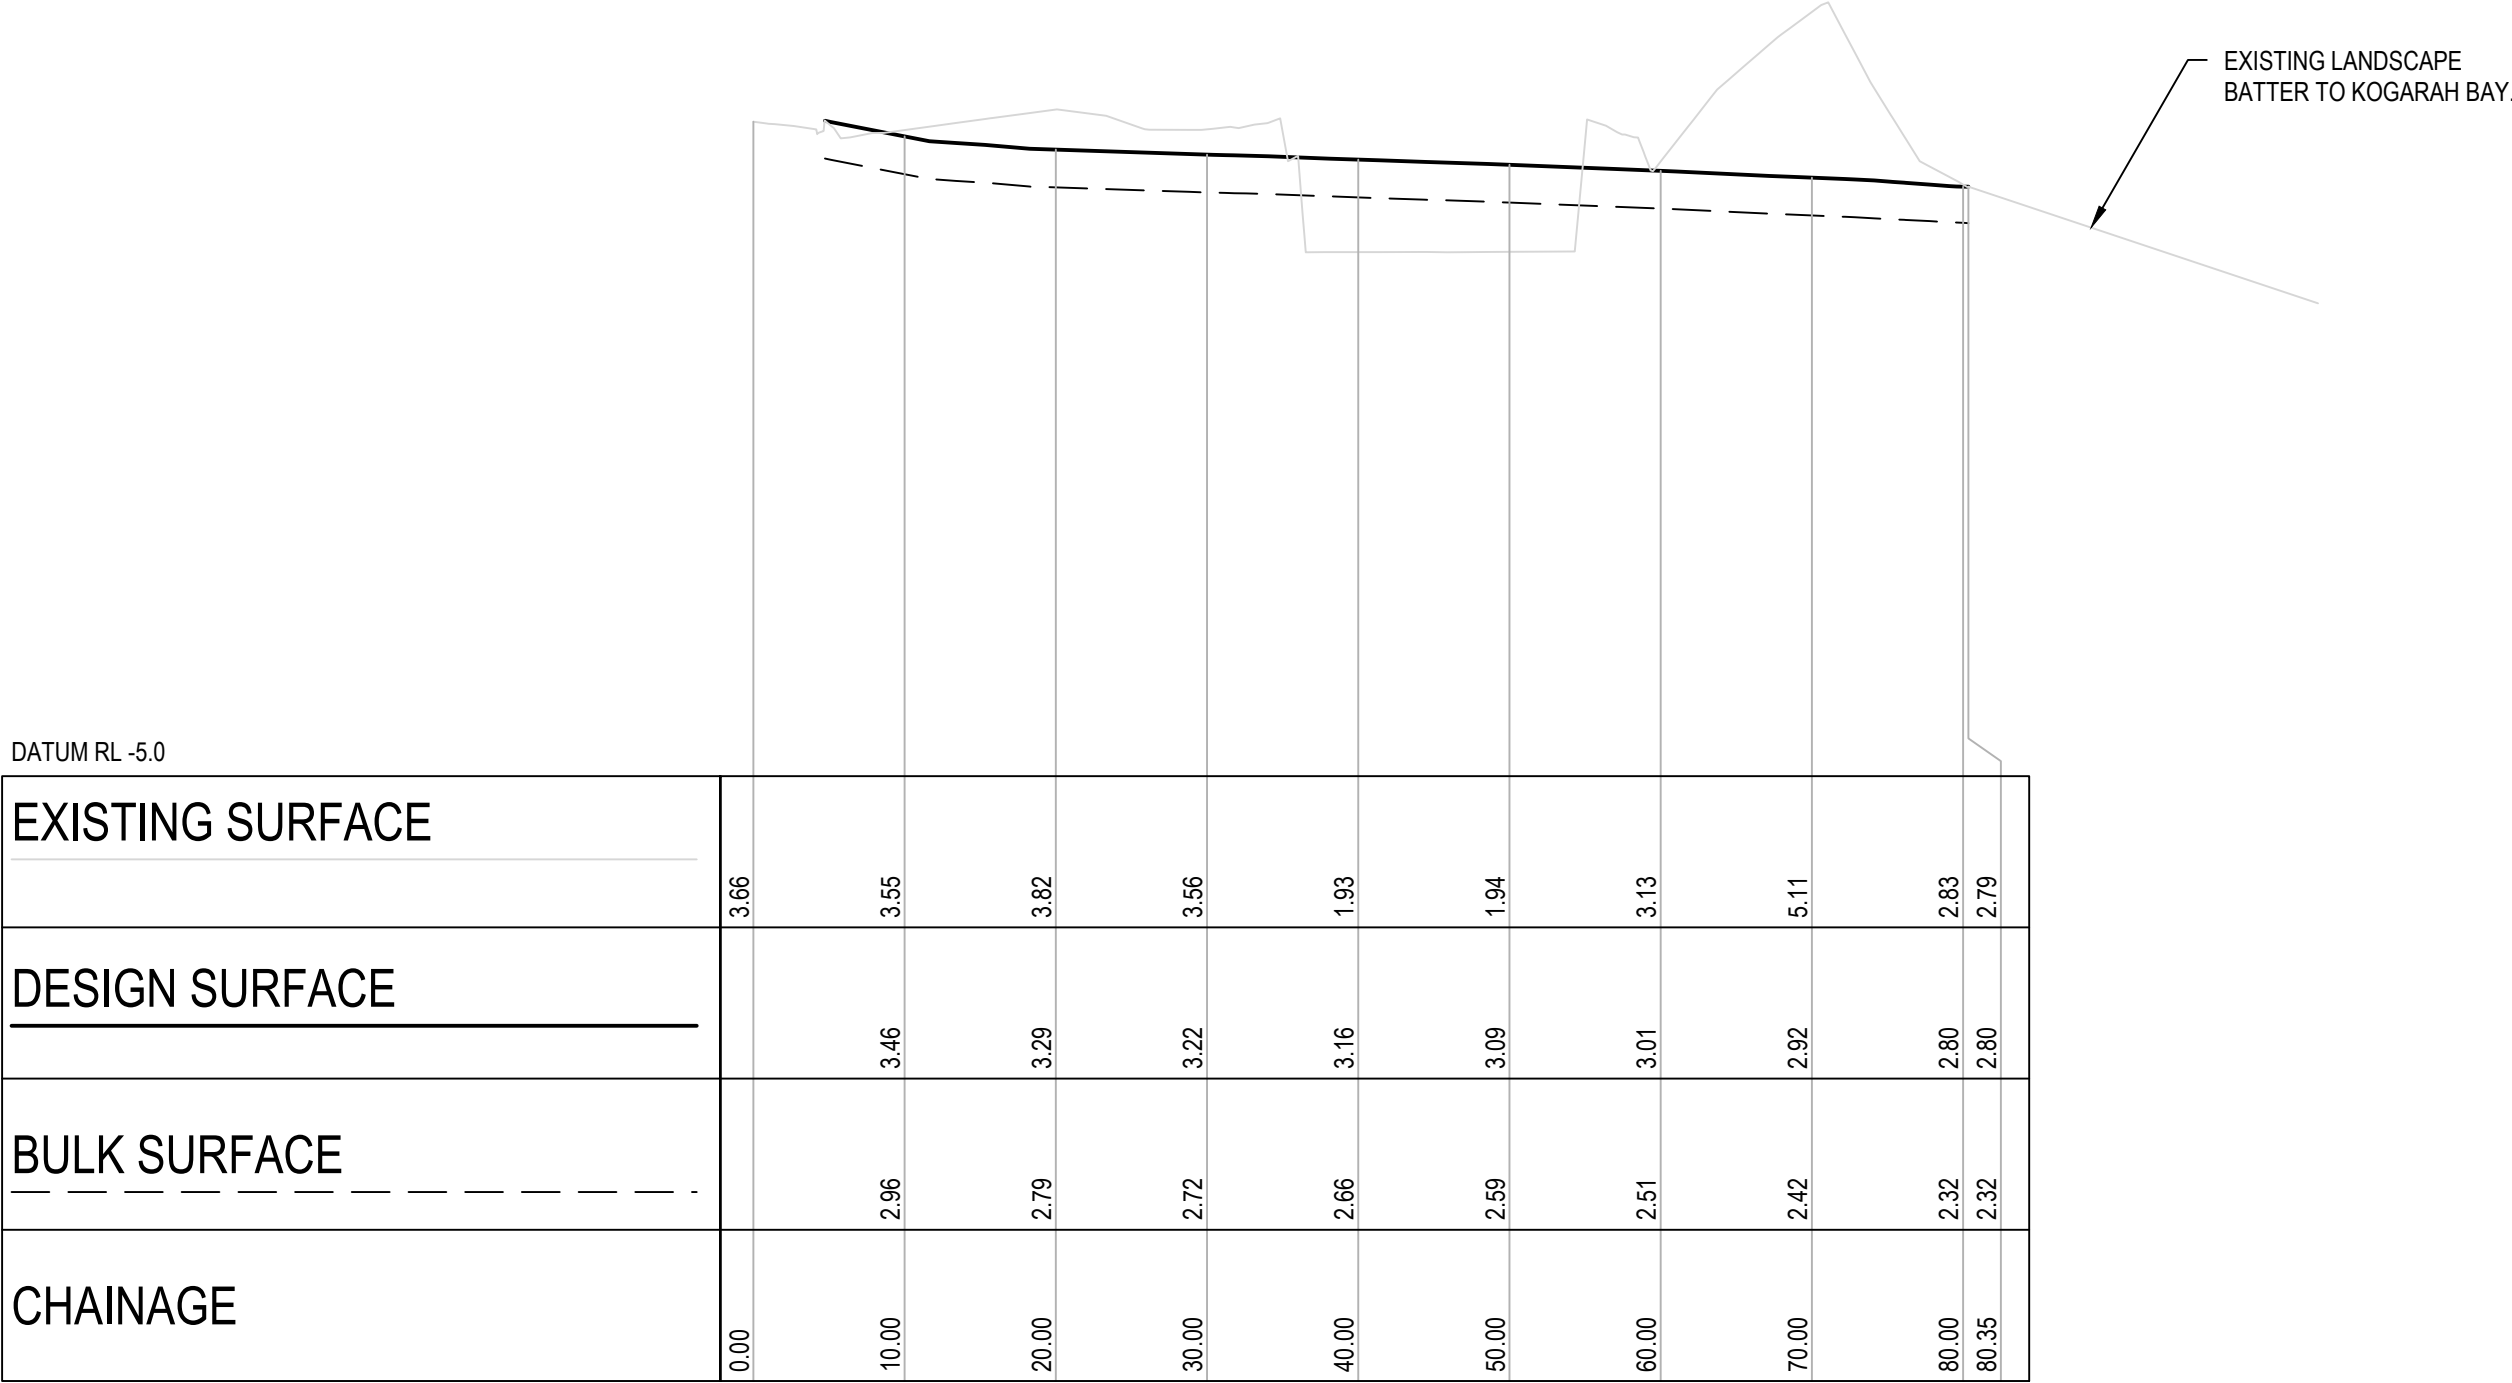 EXISTING LANDSCAPE
BATTER TO KOGARAH BAY.
DATUM RL -5.0
EXISTING SURFACE
3.66 3.55 3.82 3.56 1.93 1.94 3.13 5.11 2.83 2.79
DESIGN SURFACE
3.46 3.29 3.22 3.16 3.09 3.01 2.92 2.80 2.80
BULK SURFACE
2.96 2.79 2.72 2.66 2.59 2.51 2.42 2.32 2.32
CHAINAGE
0.00 10.00 20.00 30.00 40.00 50.00 60.00 70.00 80.00 80.35